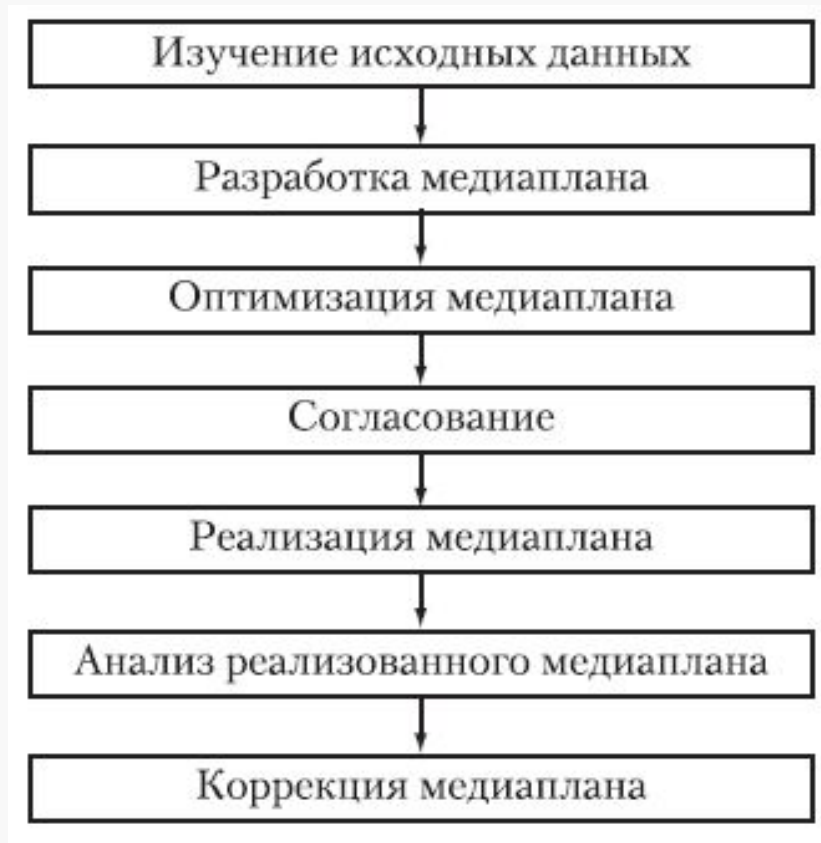 Изучение исходных данных
Разработка медиаплана
Оптимизация медиаплана
Согласование
Реализация медиаплана
Анализ реализованного медиаплана
Коррекция медиаплана